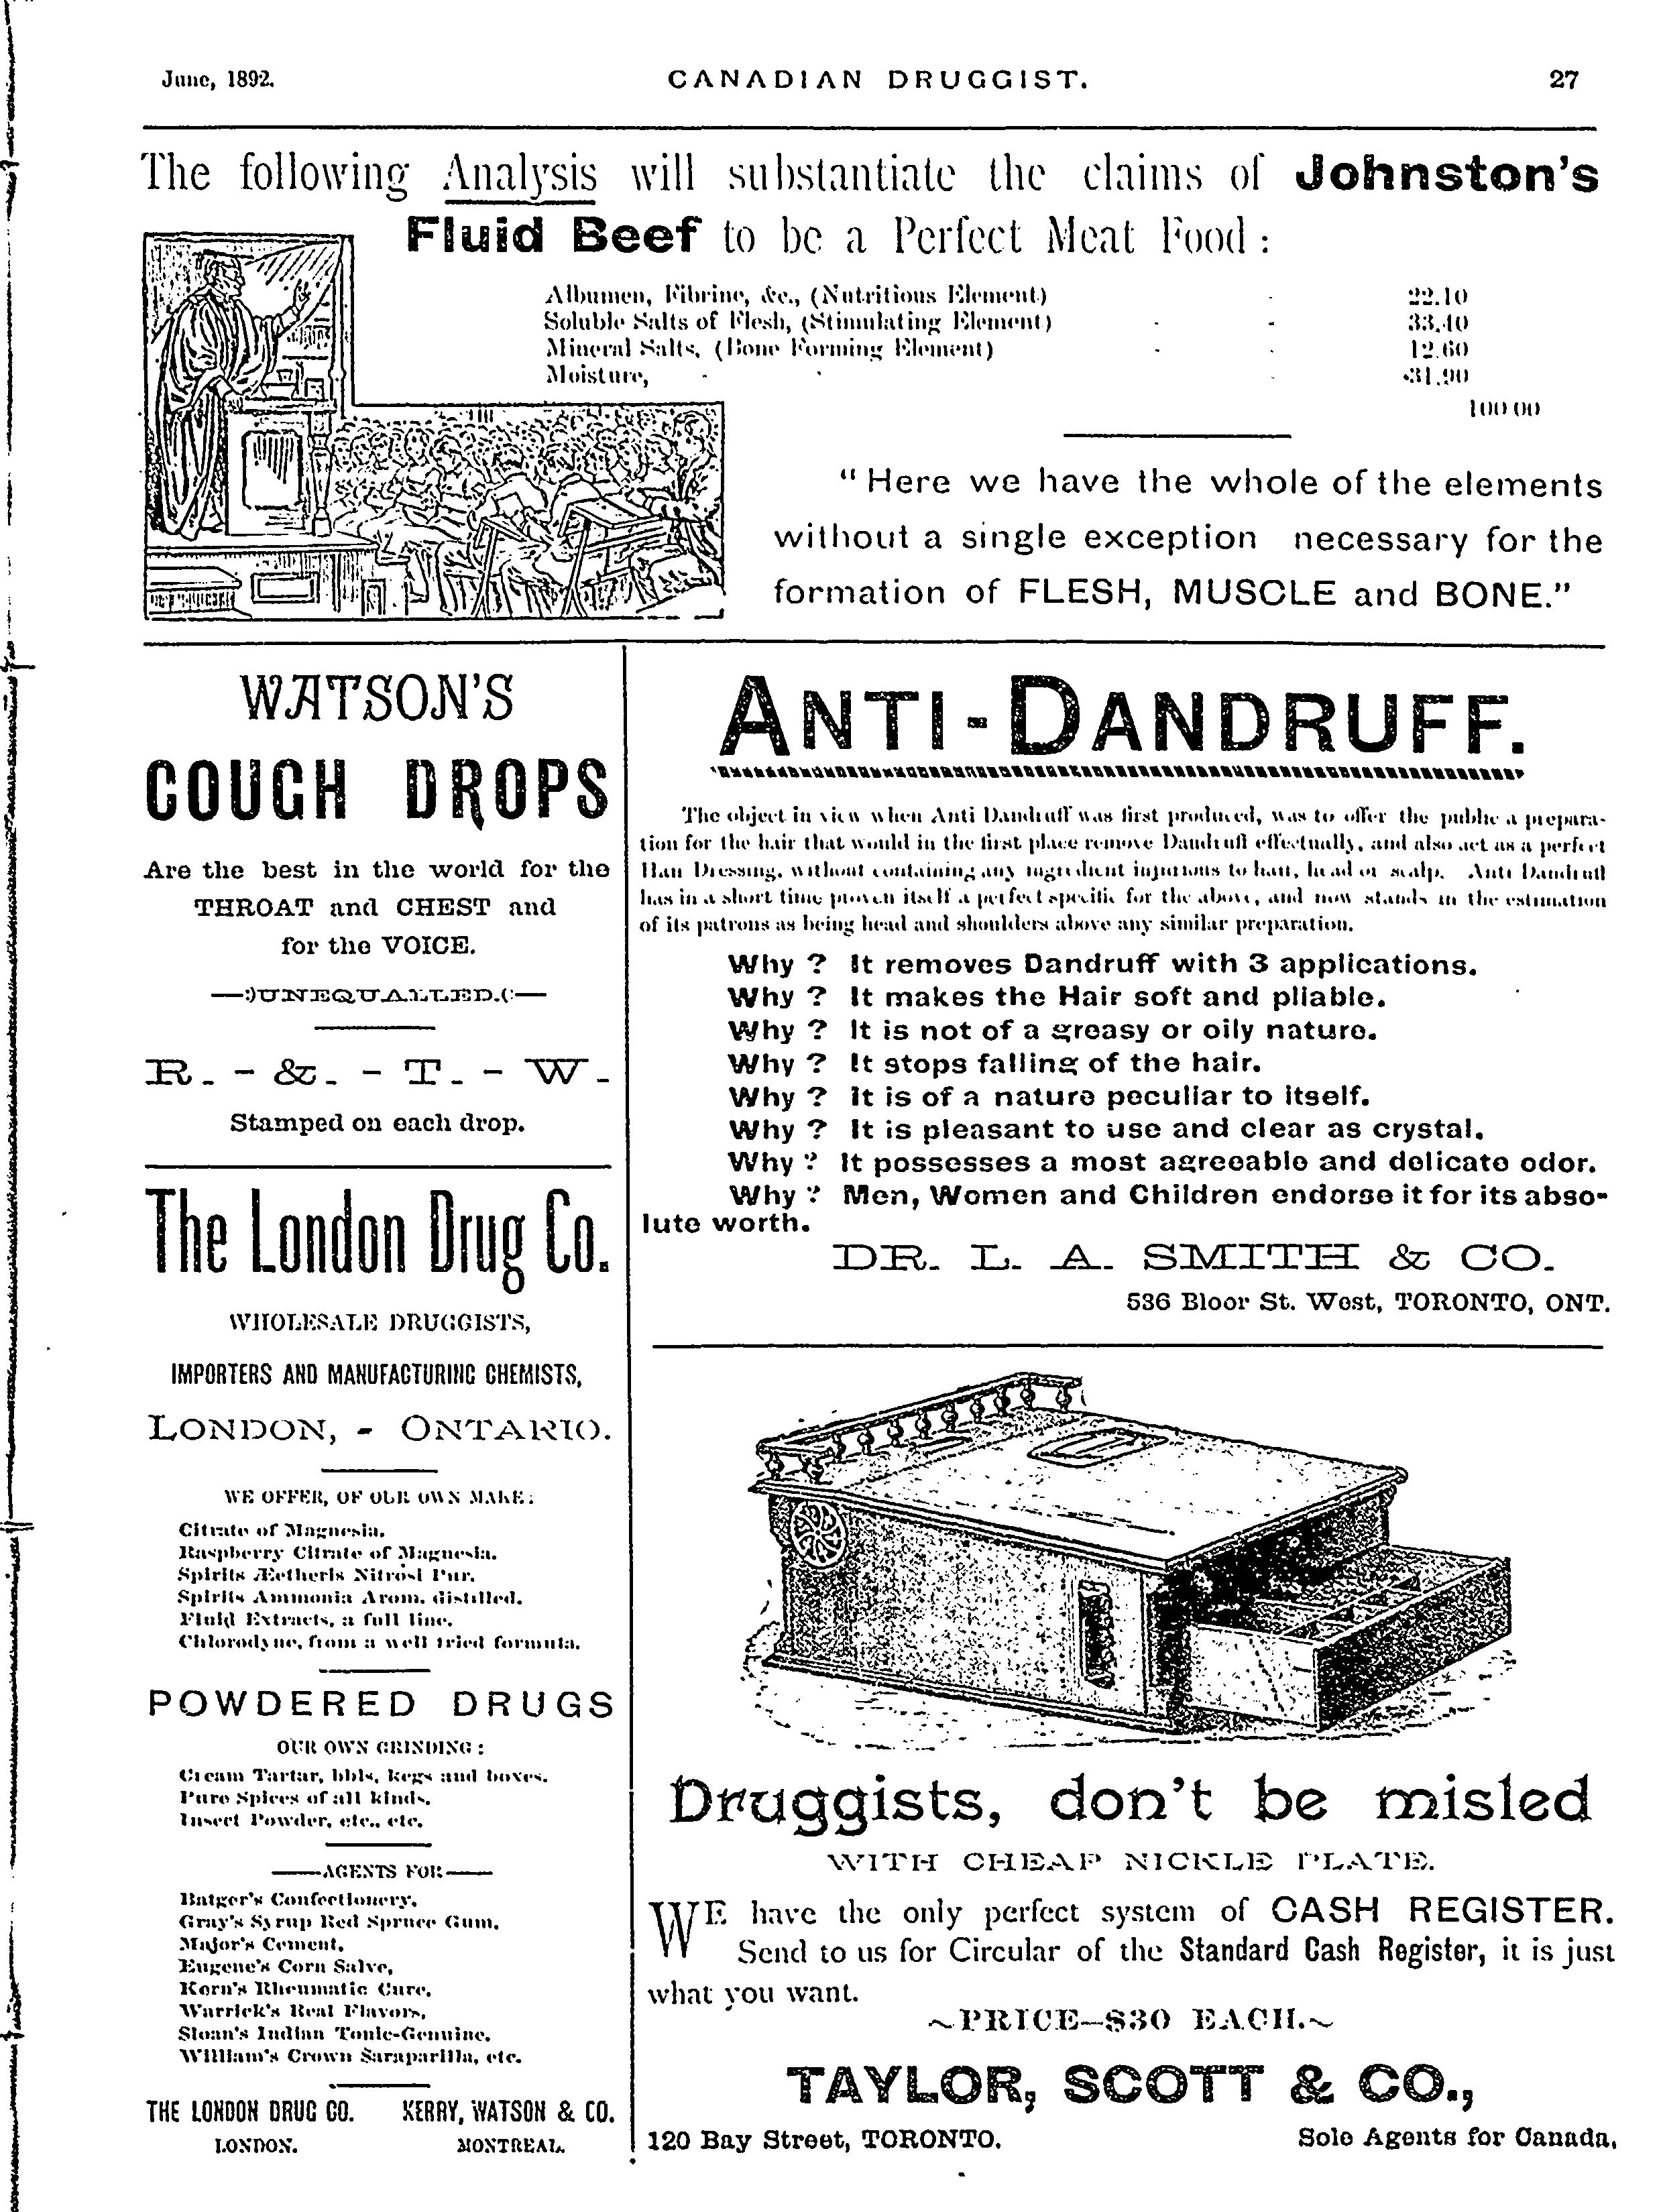 June, 1892.
CANADIAN DRUGGIST.
27
The following Analysis will substantiate the claims of Johnston's
Fluid Beef to be a Perfect Meat Food :
Albumen, Fibrine, &c., (Nutritious Element) - 22.10
Soluble Salts of Flesh, (Stimulating Element) - - 33.40
Mineral Salts, (Bone Forming Element) - - 12.60
Moisture, - - - 31.90
100 00
“ Here we have the whole of the elements
without a single exception necessary for the
formation of FLESH, MUSCLE and BONE.”
WATSON'S
COUGH DROPS
Are the best in the world for the
THROAT and CHEST and
for the VOICE.
—:)UNEQUALLED.(:—
R. - &. - T. - W.
Stamped on each drop.
The London Drug Co.
WHOLESALE DRUGGISTS,
IMPORTERS AND MANUFACTURING CHEMISTS,
LONDON, - ONTARIO.
WE OFFER, OF OUR OWN MAKE:
Citrate of Magnesia.
Raspberry Citrate of Magnesia.
Spirits Ætheris Nitrosi Pur.
Spirits Ammonia Arom. distilled.
Fluid Extracts, a full line.
Chlorodyne, from a well tried formula.
POWDERED DRUGS
OUR OWN GRINDING :
Cream Tartar, bbls, kegs and boxes.
Pure Spices of all kinds.
Insect Powder, etc., etc.
——AGENTS FOR——
Batger's Confectionery.
Gray's Syrup Red Spruce Gum.
Major's Cement.
Eugene's Corn Salve,
Korn's Rheumatic Cure.
Warrick's Real Flavors,
Sloan's Indian Tonic-Genuine.
William's Crown Saraparilla, etc.
THE LONDON DRUG CO. KERRY, WATSON & CO.
LONDON. MONTREAL.
ANTI-DANDRUFF.
The object in view when Anti Dandruff was first produced, was to offer the public a prepara-
tion for the hair that would in the first place remove Dandruff effectually, and also act as a perfect
Hair Dressing, without containing any ingredient injurious to hair, head or scalp. Anti Dandruff
has in a short time proven itself a perfect specific for the above, and now stands in the estimation
of its patrons as being head and shoulders above any similar preparation.
Why ? It removes Dandruff with 3 applications.
Why ? It makes the Hair soft and pliable.
Why ? It is not of a greasy or oily nature.
Why ? It stops falling of the hair.
Why ? It is of a nature peculiar to itself.
Why ? It is pleasant to use and clear as crystal.
Why ? It possesses a most agreeable and delicate odor.
Why ? Men, Women and Children endorse it for its abso-
lute worth.
DR. L. A. SMITH & CO.
536 Bloor St. West, TORONTO, ONT.
Druggists, don't be misled
WITH CHEAP NICKLE PLATE.
WE have the only perfect system of CASH REGISTER.
Send to us for Circular of the Standard Cash Register, it is just
what you want.
~PRICE—$30 EACH.~
TAYLOR, SCOTT & CO.,
120 Bay Street, TORONTO. Sole Agents for Canada.